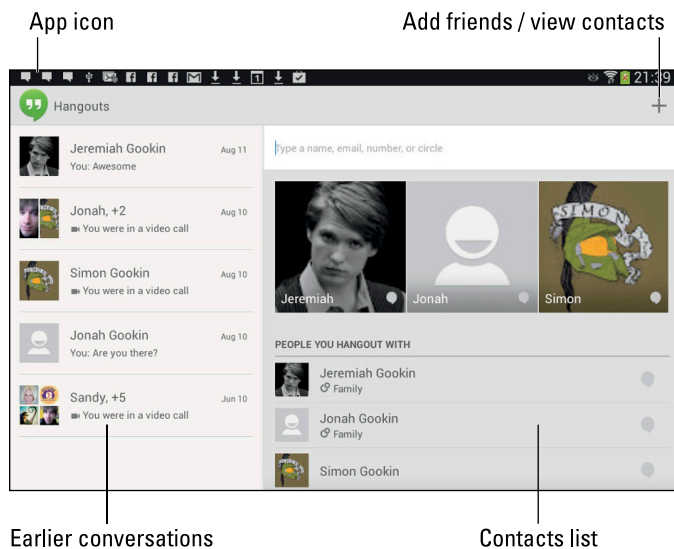 App icon
Add friends / view contacts
21:39
Hangouts
Jeremiah Gookin Aug 11
You: Awesome
Jonah, +2 Aug 10
You were in a video call
Simon Gookin Aug 10
You were in a video call
Jonah Gookin Aug 10
You: Are you there?
Sandy, +5 Jun 10
You were in a video call
Type a name, email, number, or circle
SIMON
Jeremiah
Jonah
Simon
PEOPLE YOU HANGOUT WITH
Jeremiah Gookin
Family
Jonah Gookin
Family
Simon Gookin
Earlier conversations
Contacts list